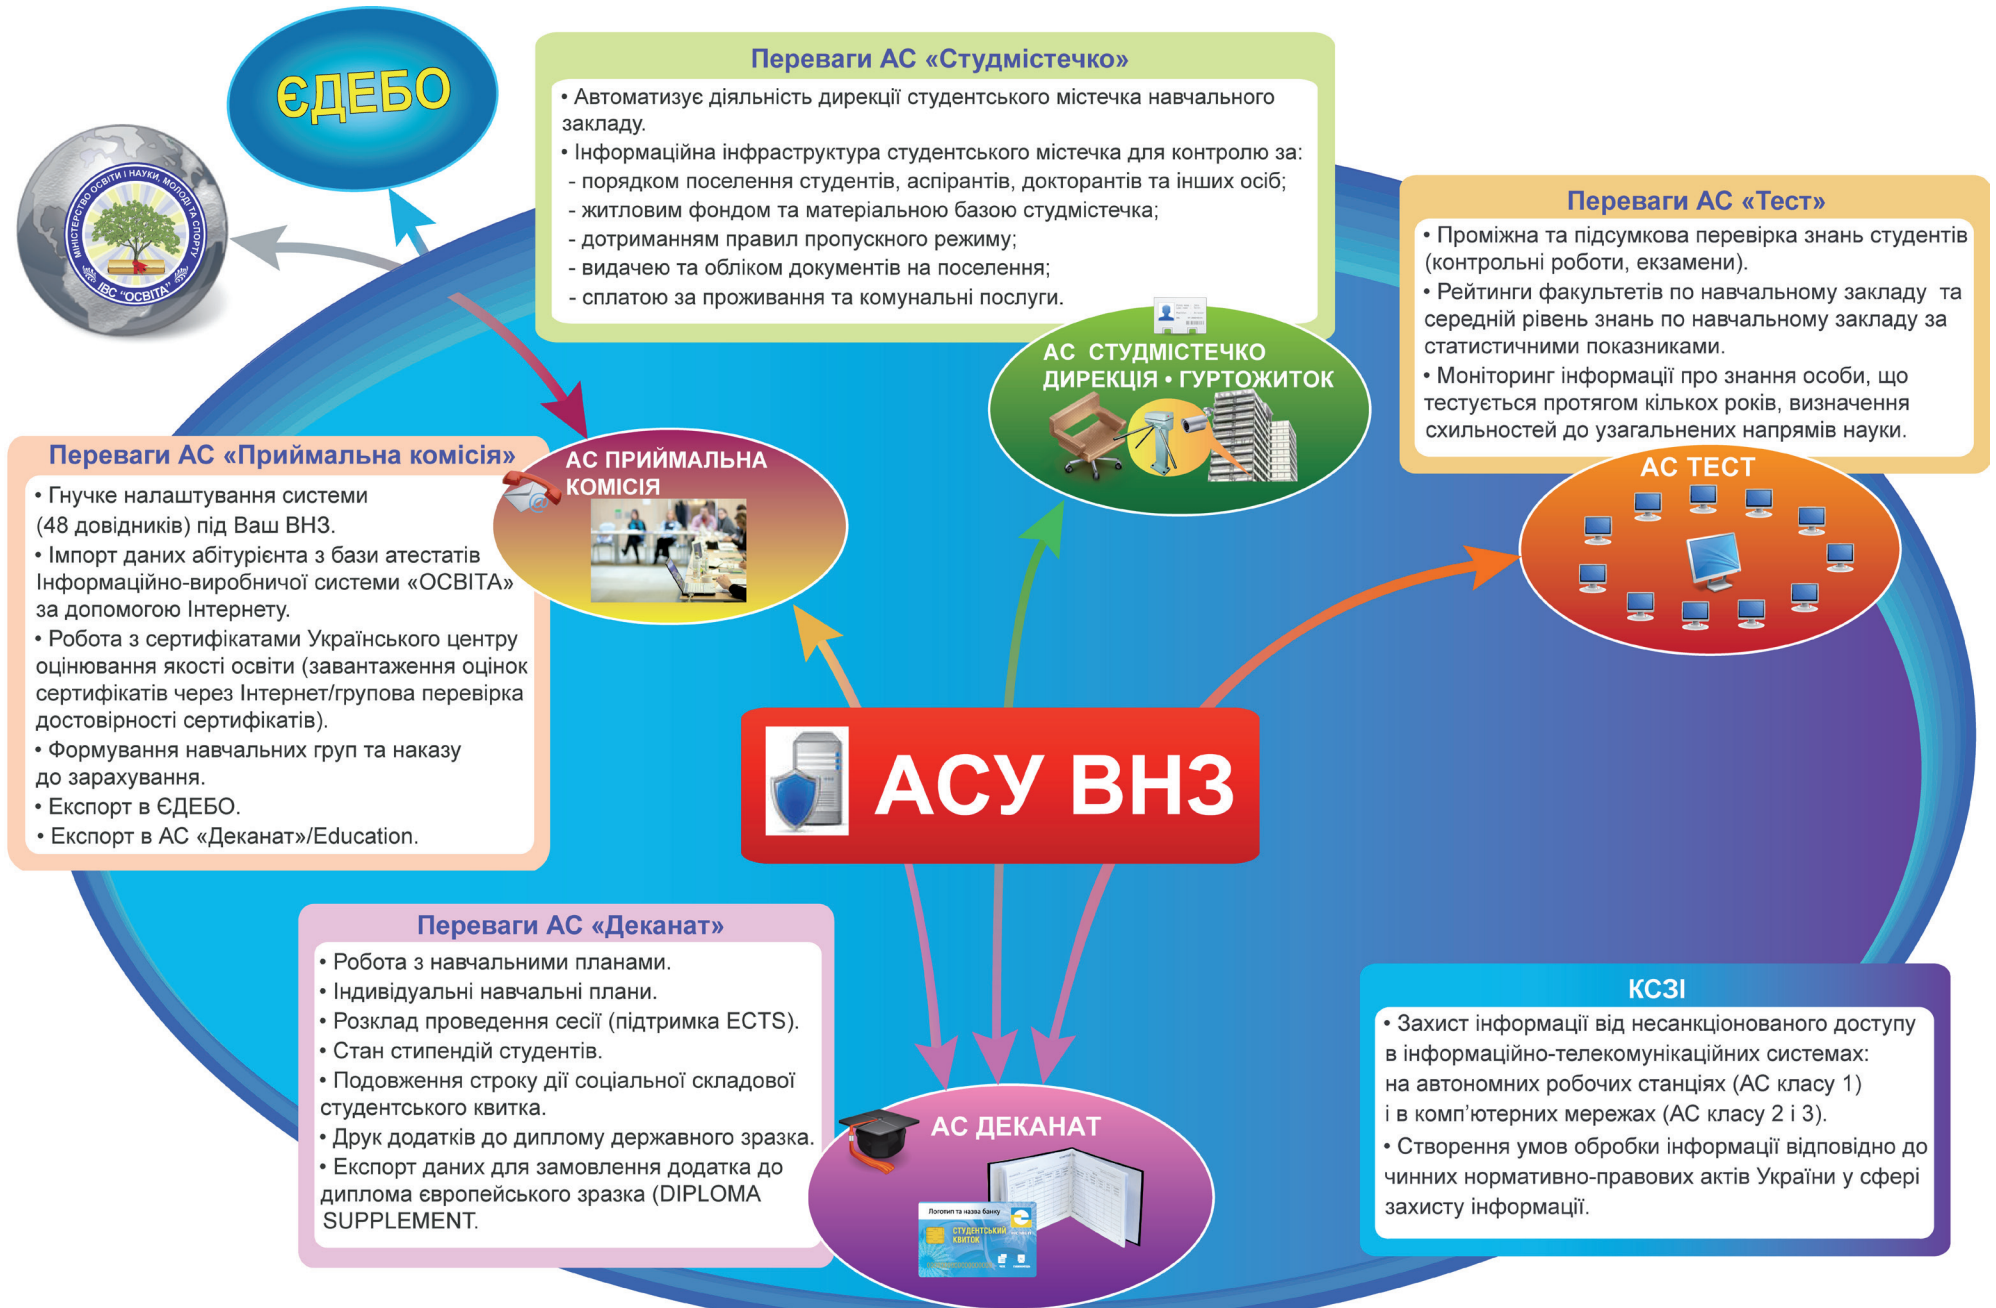 ЄДЕБО
МІНІСТЕРСТВО ОСВІТИ І НАУКИ, МОЛОДІ ТА СПОРТУ
ІВС "ОСВІТА"
Переваги АС «Студмістечко»
• Автоматизує діяльність дирекції студентського містечка навчального
закладу.
• Інформаційна інфраструктура студентського містечка для контролю за:
- порядком поселення студентів, аспірантів, докторантів та інших осіб;
- житловим фондом та матеріальною базою студмістечка;
- дотриманням правил пропускного режиму;
- видачею та обліком документів на поселення;
- сплатою за проживання та комунальні послуги.
АС СТУДМІСТЕЧКО
ДИРЕКЦІЯ • ГУРТОЖИТОК
Переваги АС «Тест»
• Проміжна та підсумкова перевірка знань студентів
(контрольні роботи, екзамени).
• Рейтинги факультетів по навчальному закладу та
середній рівень знань по навчальному закладу за
статистичними показниками.
• Моніторинг інформації про знання особи, що
тестується протягом кількох років, визначення
схильностей до узагальнених напрямів науки.
АС ТЕСТ
Переваги АС «Приймальна комісія»
• Гнучке налаштування системи
(48 довідників) під Ваш ВНЗ.
• Імпорт даних абітурієнта з бази атестатів
Інформаційно-виробничої системи «ОСВІТА»
за допомогою Інтернету.
• Робота з сертифікатами Українського центру
оцінювання якості освіти (завантаження оцінок
сертифікатів через Інтернет/групова перевірка
достовірності сертифікатів).
• Формування навчальних груп та наказу
до зарахування.
• Експорт в ЄДЕБО.
• Експорт в АС «Деканат»/Education.
АС ПРИЙМАЛЬНА
КОМІСІЯ
АСУ ВНЗ
Переваги АС «Деканат»
• Робота з навчальними планами.
• Індивідуальні навчальні плани.
• Розклад проведення сесії (підтримка ECTS).
• Стан стипендій студентів.
• Подовження строку дії соціальної складової
студентського квитка.
• Друк додатків до диплому державного зразка.
• Експорт даних для замовлення додатка до
диплома європейського зразка (DIPLOMA
SUPPLEMENT.
АС ДЕКАНАТ
Логотип та назва банку
СТУДЕНТСЬКИЙ
КВИТОК
КСЗІ
• Захист інформації від несанкціонованого доступу
в інформаційно-телекомунікаційних системах:
на автономних робочих станціях (АС класу 1)
і в комп'ютерних мережах (АС класу 2 і 3).
• Створення умов обробки інформації відповідно до
чинних нормативно-правових актів України у сфері
захисту інформації.